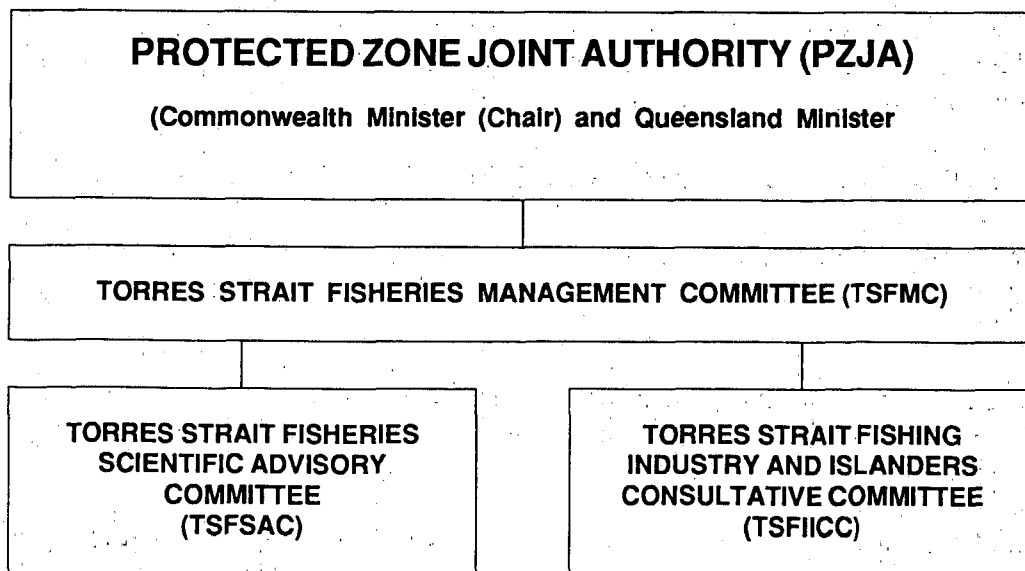 PROTECTED ZONE JOINT AUTHORITY (PZJA)
(Commonwealth Minister (Chair) and Queensland Minister
TORRES STRAIT FISHERIES MANAGEMENT COMMITTEE (TSFMC)
TORRES STRAIT FISHERIES
SCIENTIFIC ADVISORY
COMMITTEE
(TSFSAC)
TORRES STRAIT FISHING
INDUSTRY AND ISLANDERS
CONSULTATIVE COMMITTEE
(TSFIICC)